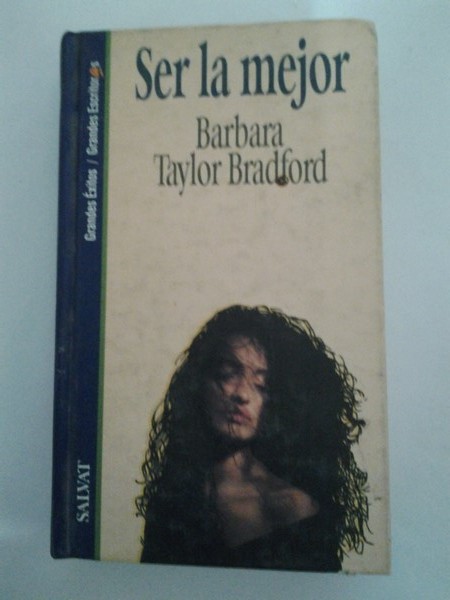 Ser la mejor
Barbara
Taylor Bradford
Grandes Éxitos / Grandes Escritores
SALVAT